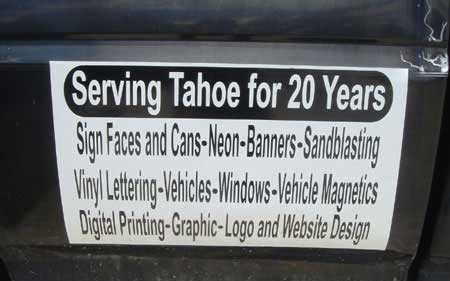 Serving Tahoe for 20 Years
Sign Faces and Cans-Neon-Banners-Sandblasting
Vinyl Lettering-Vehicles-Windows-Vehicle Magnetics
Digital Printing-Graphic-Logo and Website Design